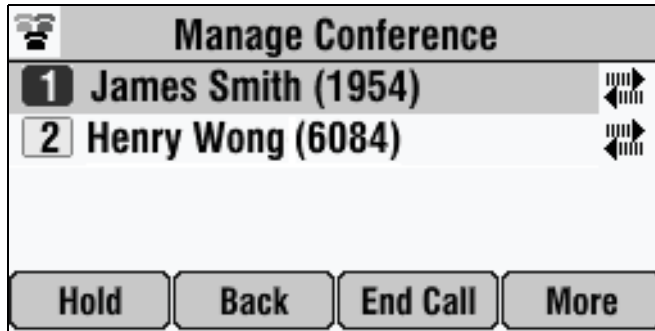 Manage Conference
1 James Smith (1954)
2 Henry Wong (6084)
Hold Back End Call More